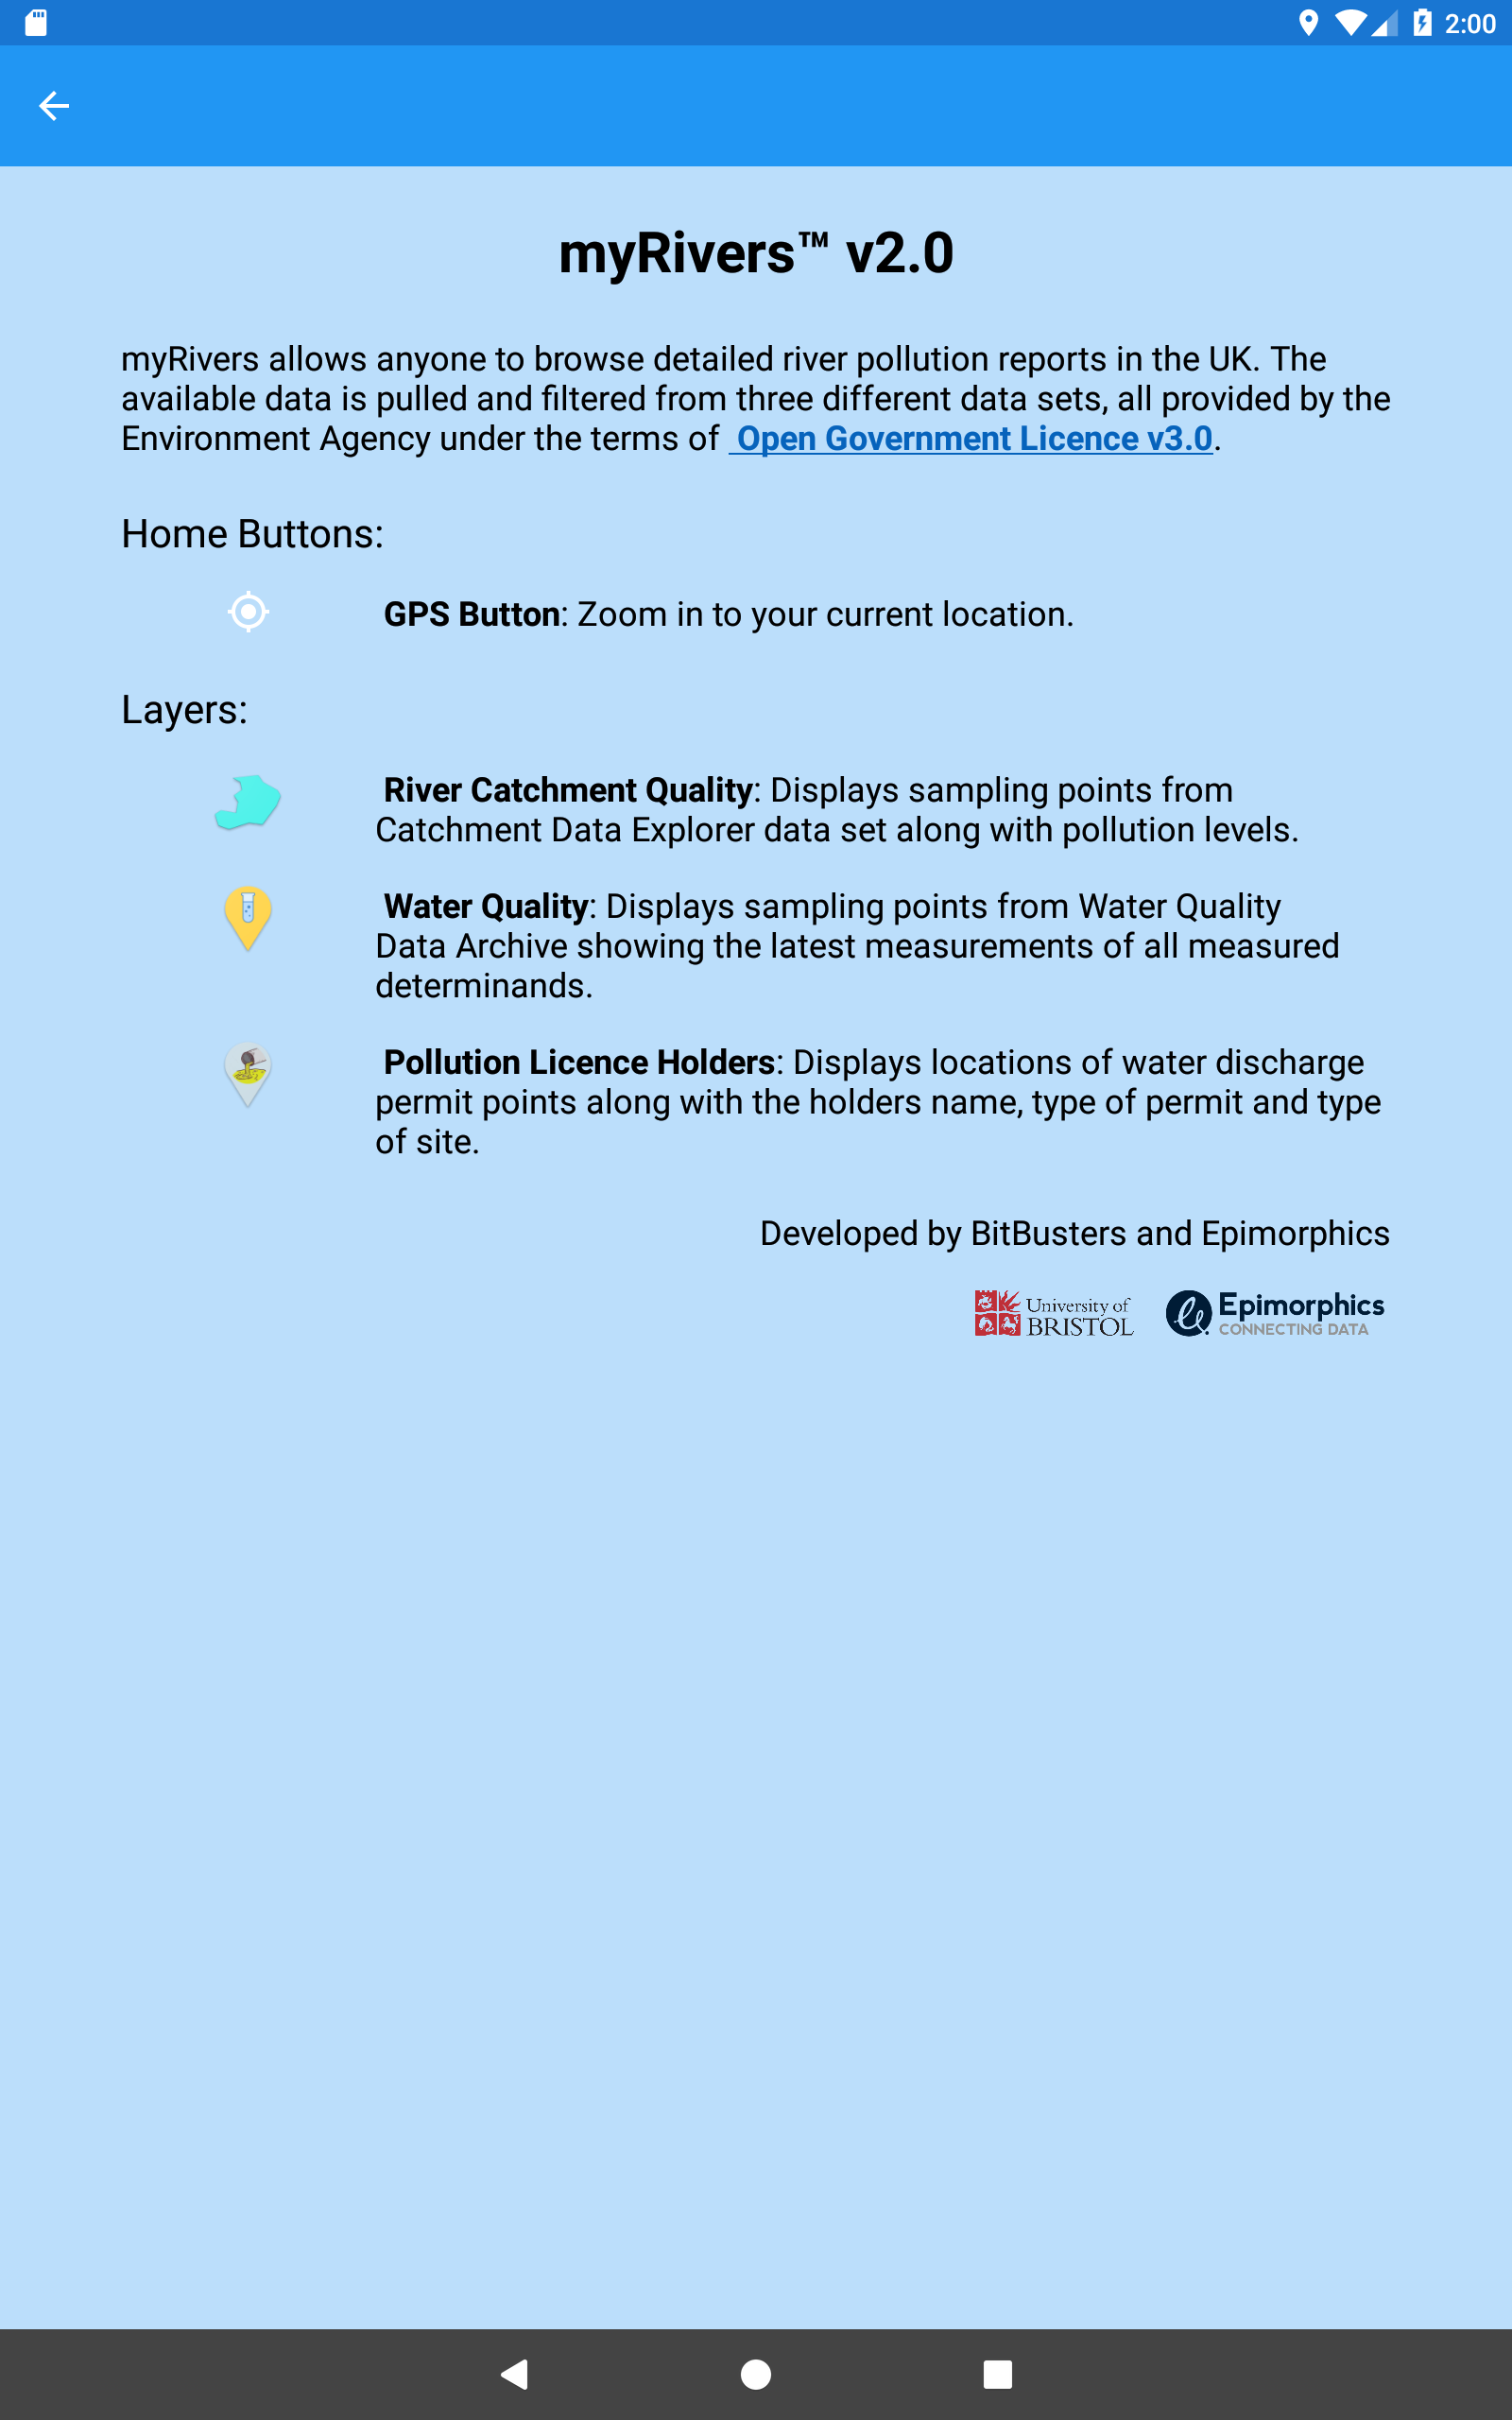 2:00
myRivers™ v2.0
myRivers allows anyone to browse detailed river pollution reports in the UK. The
available data is pulled and filtered from three different data sets, all provided by the
Environment Agency under the terms of Open Government Licence v3.0.
Home Buttons:
GPS Button: Zoom in to your current location.
Layers:
River Catchment Quality: Displays sampling points from
Catchment Data Explorer data set along with pollution levels.
Water Quality: Displays sampling points from Water Quality
Data Archive showing the latest measurements of all measured
determinands.
Pollution Licence Holders: Displays locations of water discharge
permit points along with the holders name, type of permit and type
of site.
Developed by BitBusters and Epimorphics
University of
BRISTOL
Epimorphics
CONNECTING DATA